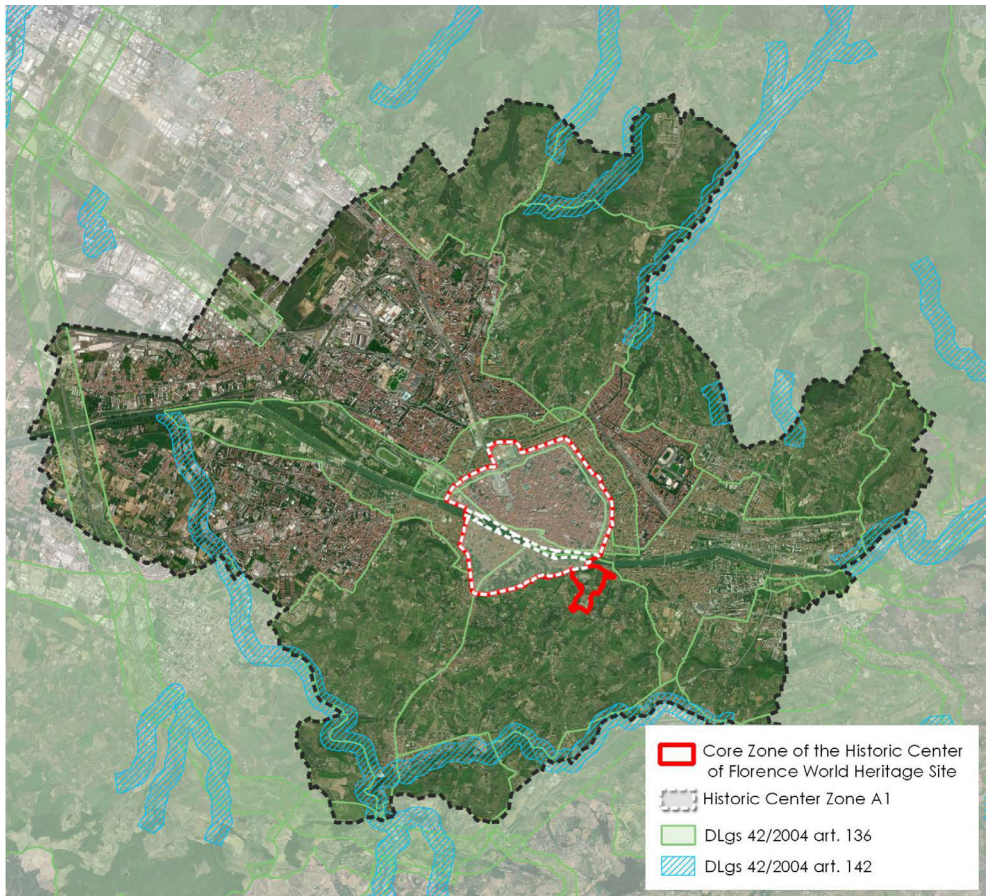 Core Zone of the Historic Center
of Florence World Heritage Site
Historic Center Zone A1
DLgs 42/2004 art. 136
DLgs 42/2004 art. 142